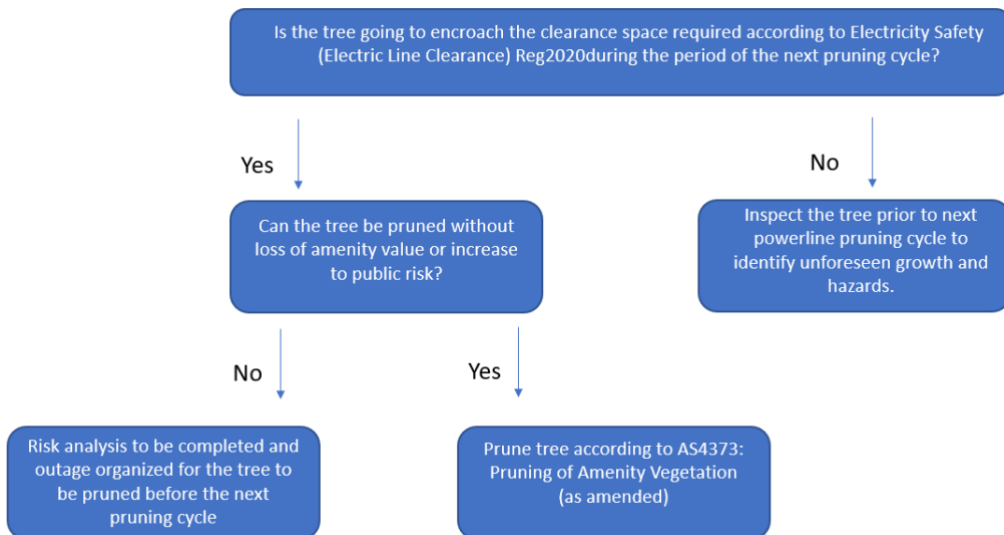 Is the tree going to encroach the clearance space required according to Electricity Safety
(Electric Line Clearance) Reg2020during the period of the next pruning cycle?
Yes
No
Can the tree be pruned without
loss of amenity value or increase
to public risk?
Inspect the tree prior to next
powerline pruning cycle to
identify unforeseen growth and
hazards.
No
Yes
Risk analysis to be completed and
outage organized for the tree to
be pruned before the next
pruning cycle
Prune tree according to AS4373:
Pruning of Amenity Vegetation
(as amended)